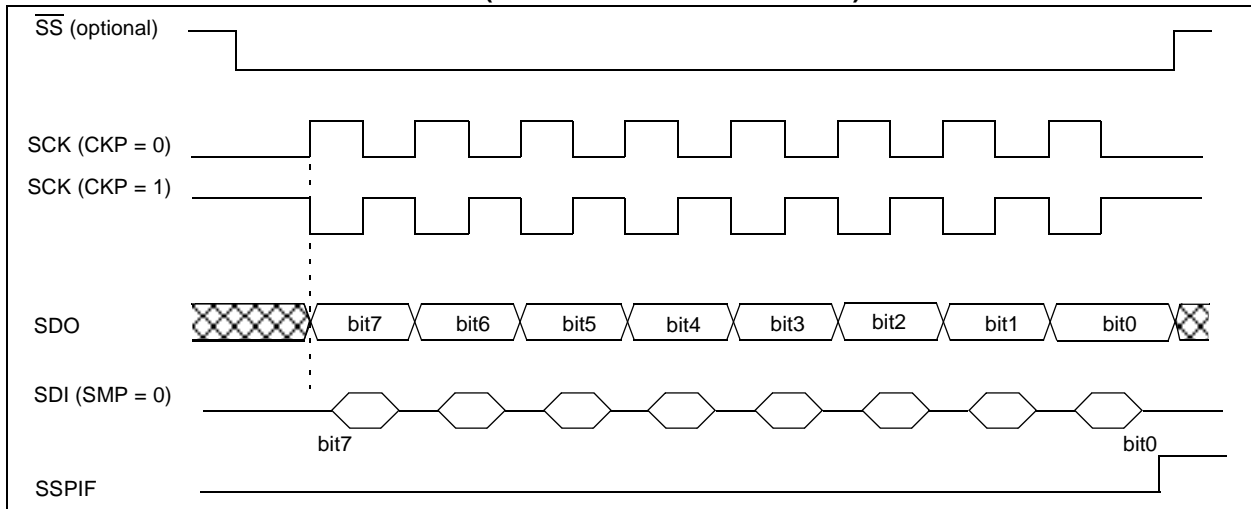 SS (optional)
SCK (CKP = 0)
SCK (CKP = 1)
SDO
bit7
bit6
bit5
bit4
bit3
bit2
bit1
bit0
SDI (SMP = 0)
bit7
bit0
SSPIF